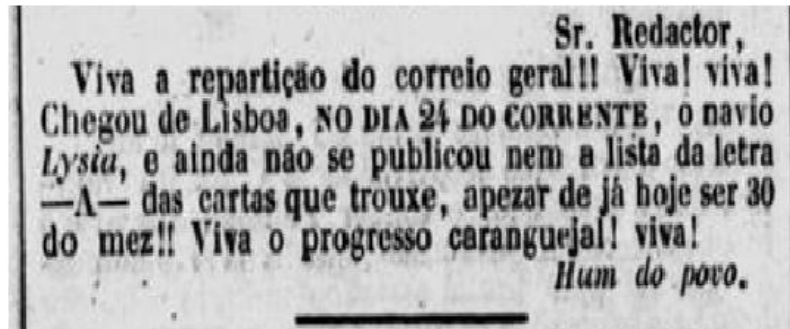 Sr. Redactor,
Viva a repartição do correio geral!! Viva! viva!
Chegou de Lisboa, NO DIA 24 DO CORRENTE, o navio
Lysia, e ainda não se publicou nem a lista da letra
—A— das cartas que trouxe, apezar de já hoje ser 30
do mez!! Viva o progresso caranguejal! viva!
Hum do povo.